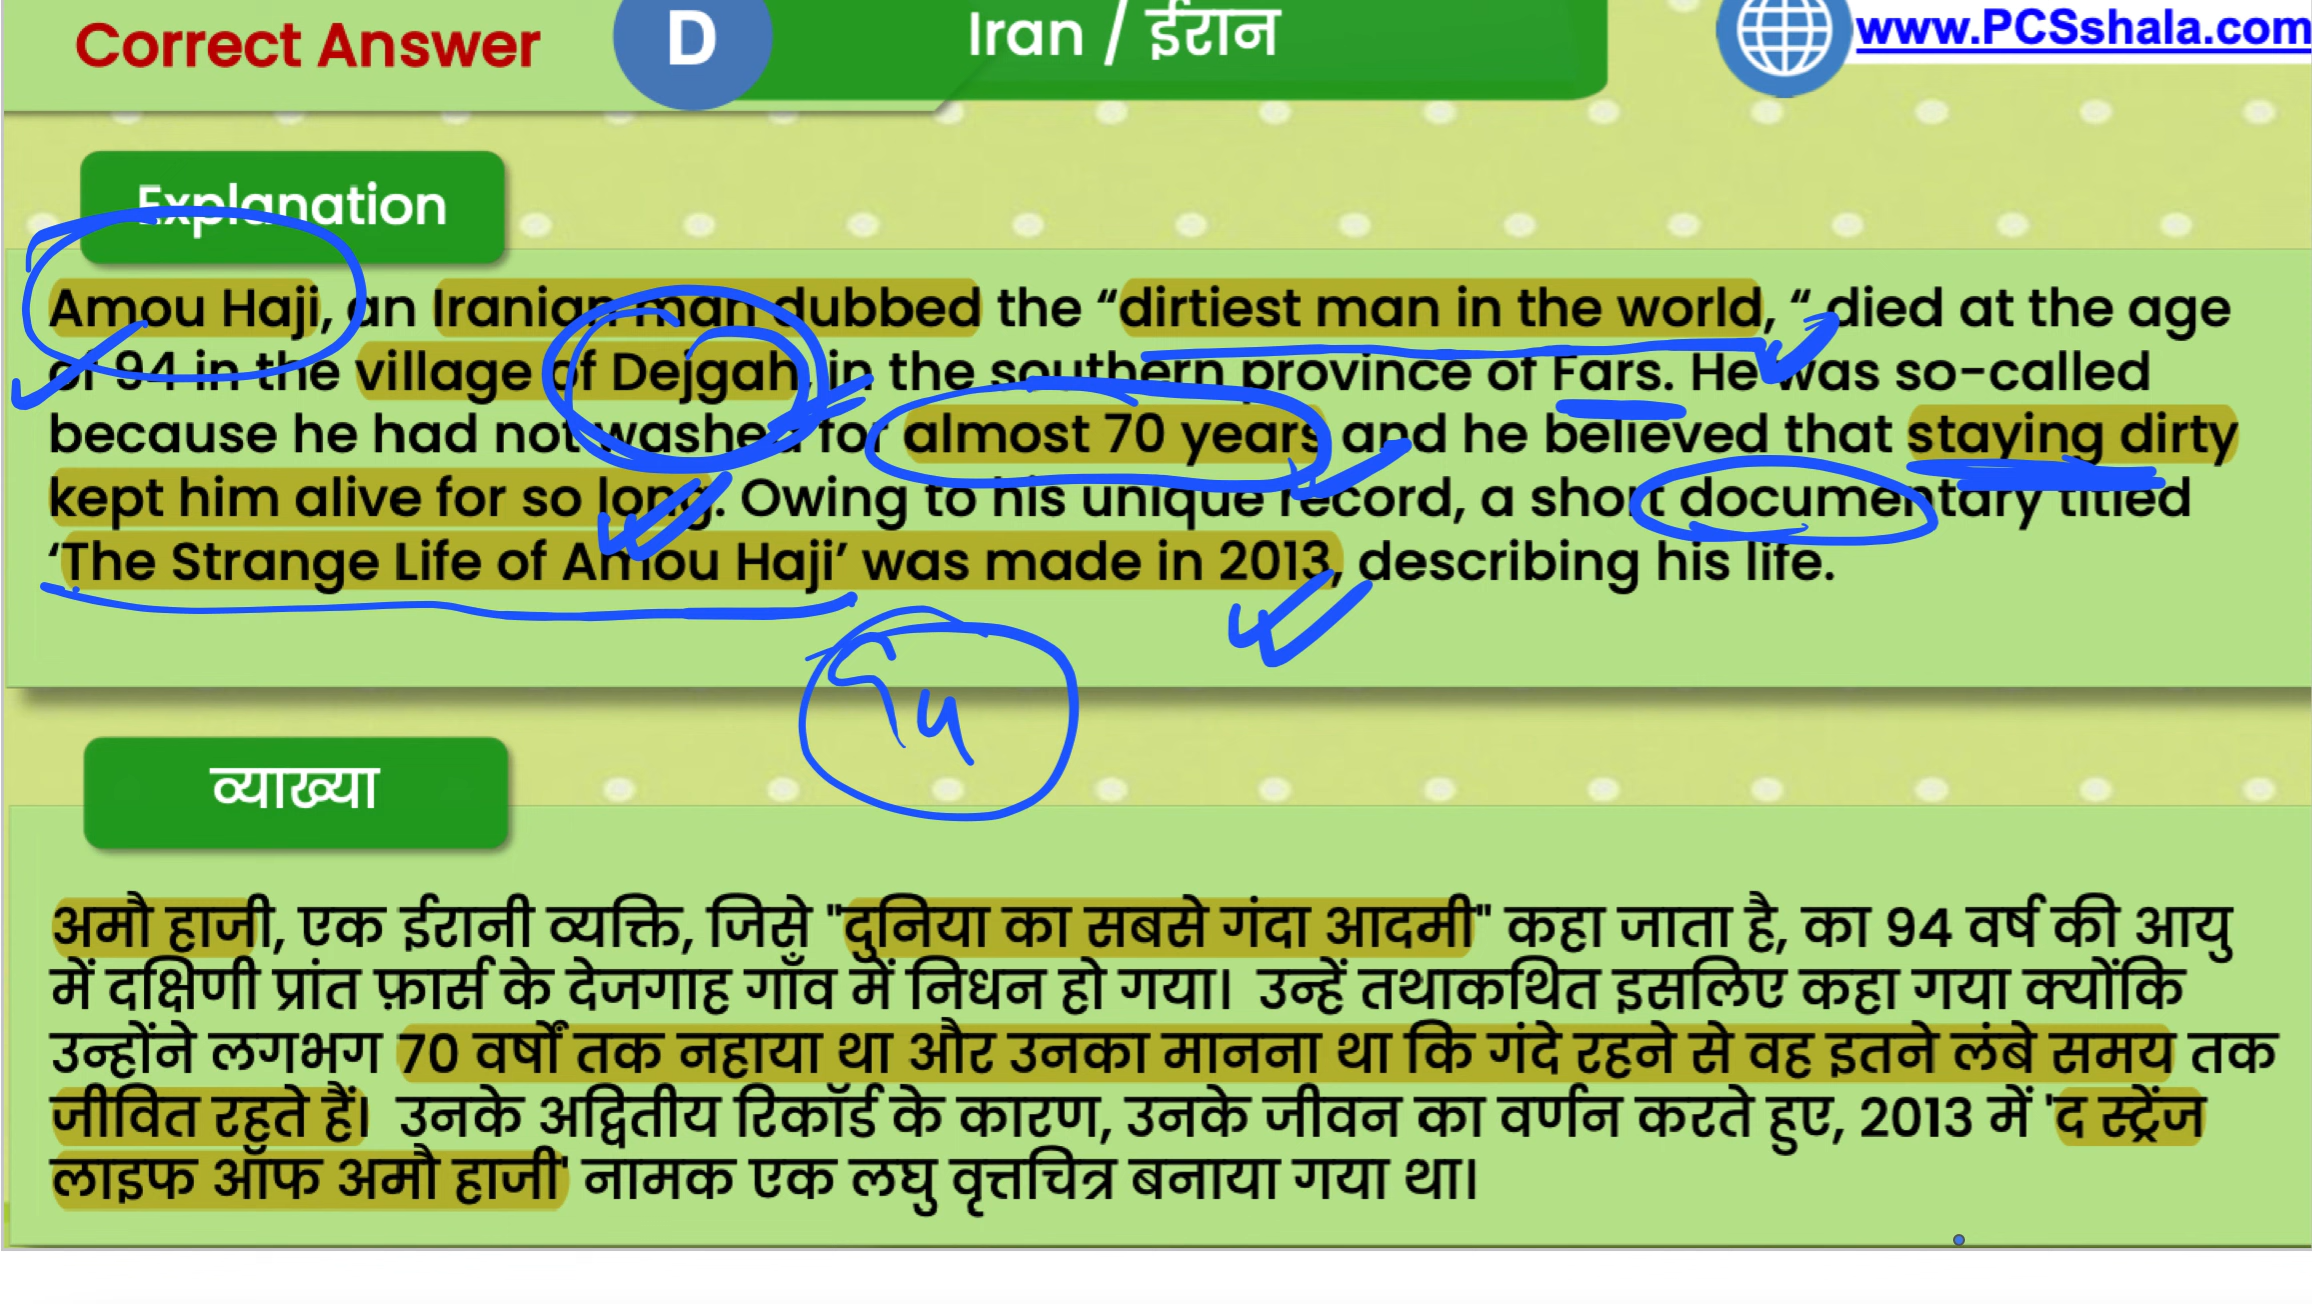 Correct Answer D Iran / ईरान www.PCSshala.com
Explanation
Amou Haji, an Iranian man dubbed the “dirtiest man in the world, “ died at the age
of 94 in the village of Dejgah, in the southern province of Fars. He was so-called
because he had not washed for almost 70 years and he believed that staying dirty
kept him alive for so long. Owing to his unique record, a short documentary titled
‘The Strange Life of Amou Haji’ was made in 2013, describing his life.
व्याख्या
अमौ हाजी, एक ईरानी व्यक्ति, जिसे "दुनिया का सबसे गंदा आदमी" कहा जाता है, का 94 वर्ष की आयु
में दक्षिणी प्रांत फ़ार्स के देजगाह गाँव में निधन हो गया। उन्हें तथाकथित इसलिए कहा गया क्योंकि
उन्होंने लगभग 70 वर्षों तक नहाया था और उनका मानना था कि गंदे रहने से वह इतने लंबे समय तक
जीवित रहते हैं। उनके अद्वितीय रिकॉर्ड के कारण, उनके जीवन का वर्णन करते हुए, 2013 में 'द स्ट्रेंज
लाइफ ऑफ अमौ हाजी' नामक एक लघु वृत्तचित्र बनाया गया था।